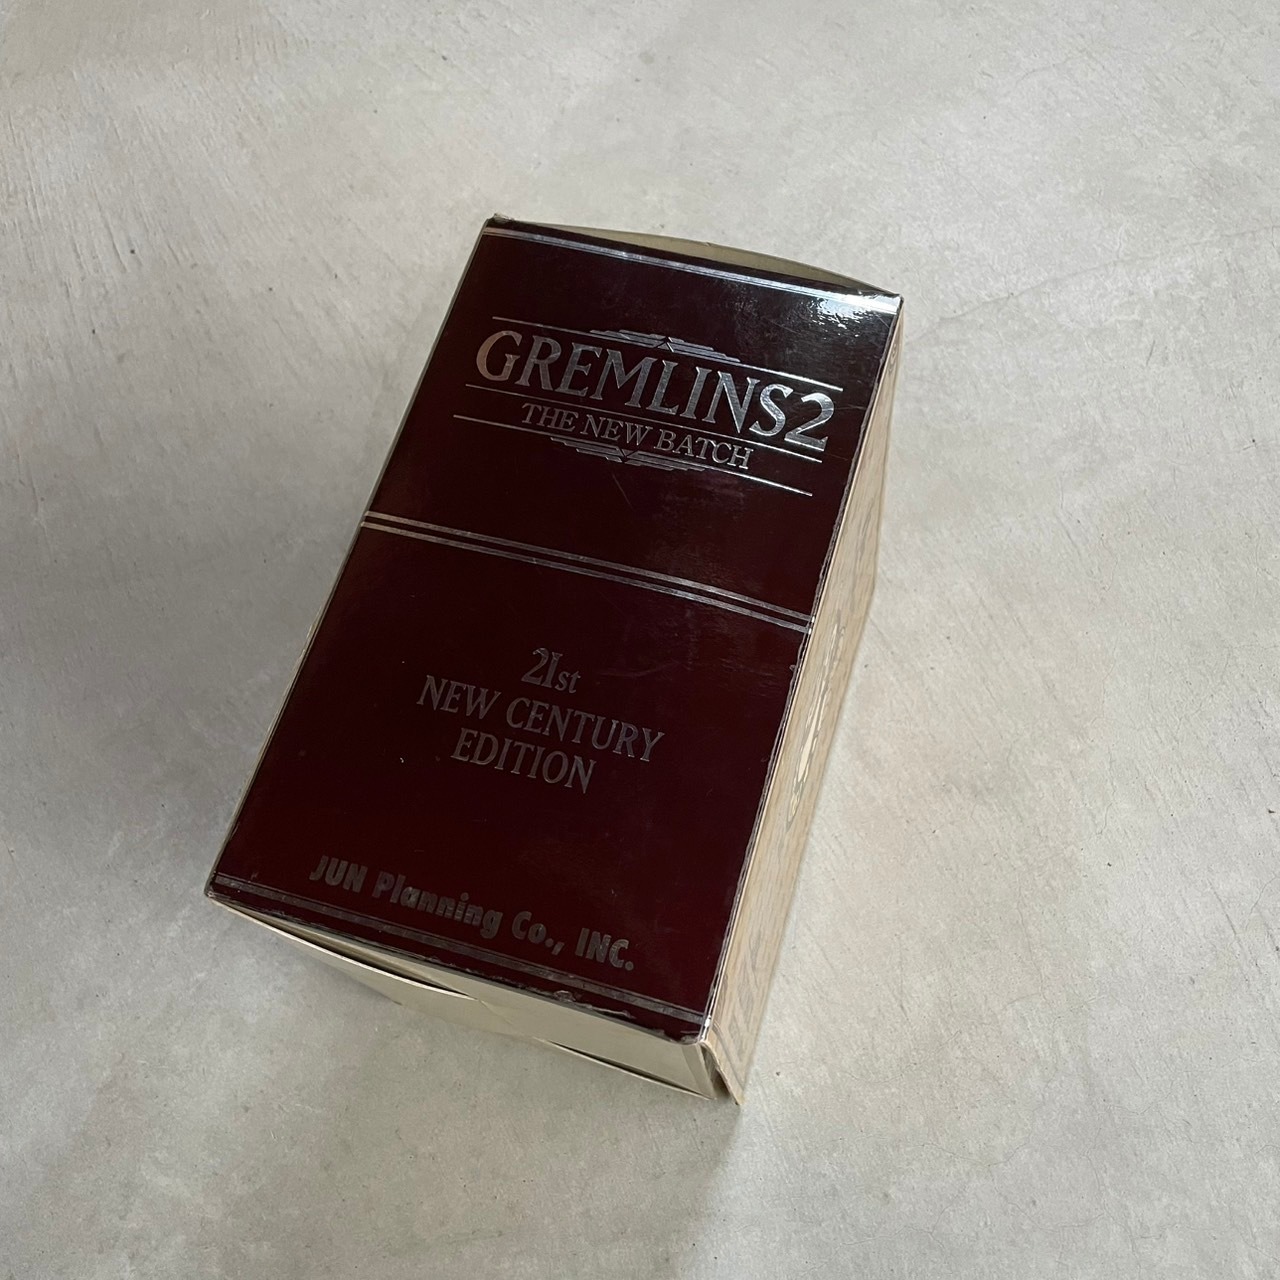 GREMLINS2
THE NEW BATCH
21st
NEW CENTURY
EDITION
JUN Planning Co., INC.